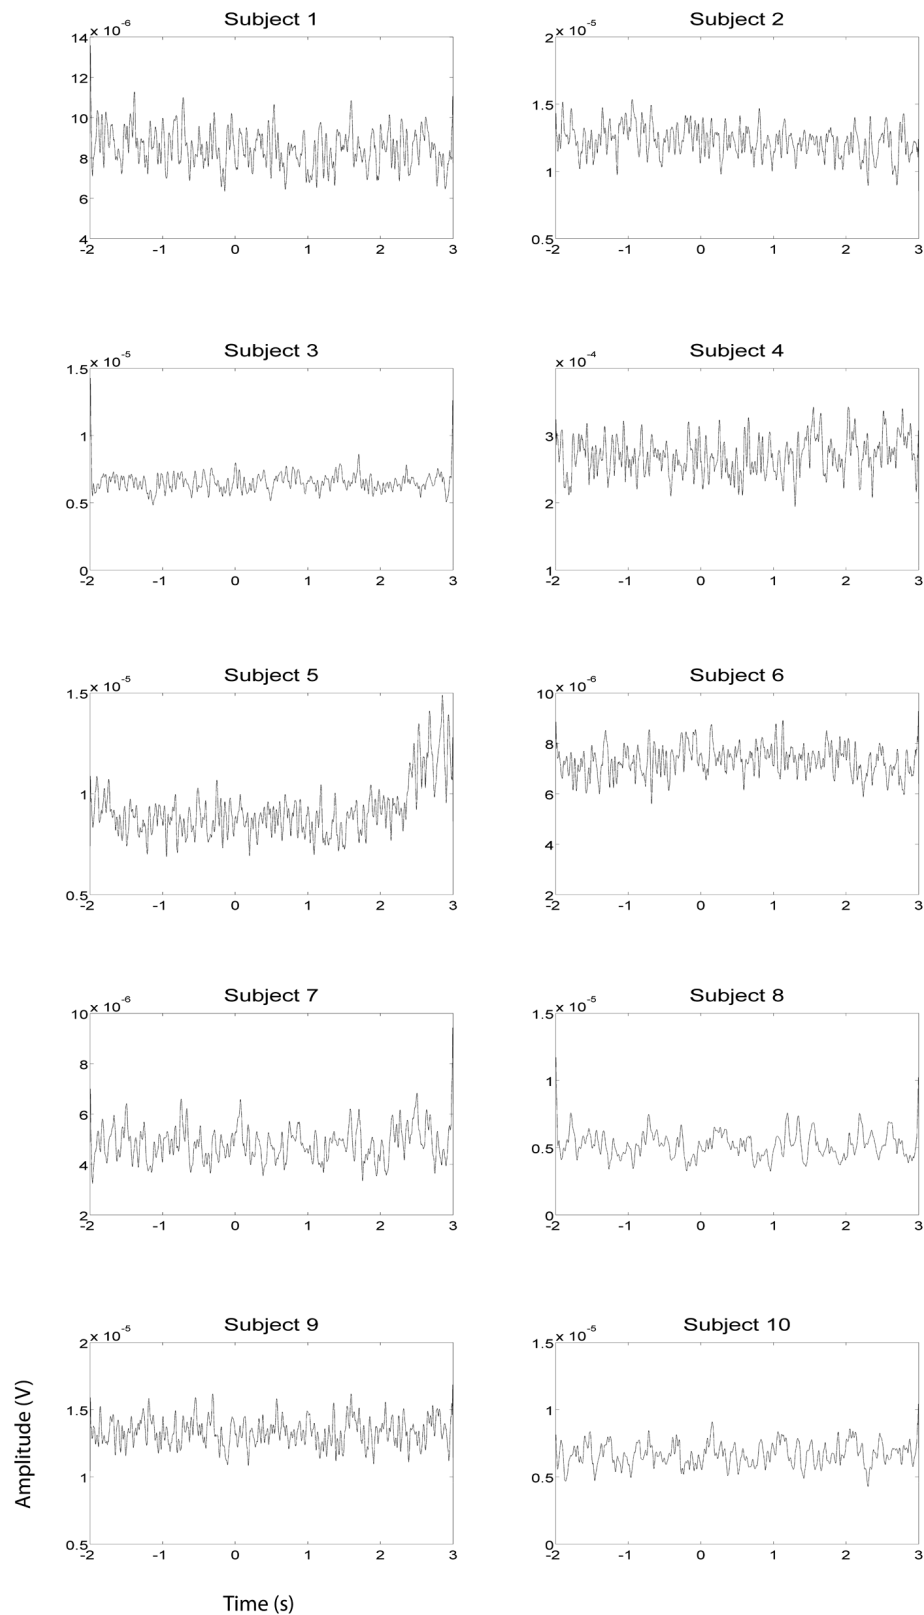 Subject 1
Subject 2
14 × 10-6
12
10
8
6
4
-2 -1 0 1 2 3
2 × 10-5
1.5
1
0.5
-2 -1 0 1 2 3
Subject 3
Subject 4
1.5 × 10-5
1
0.5
0
-2 -1 0 1 2 3
× 10-4
3
2
1
-2 -1 0 1 2 3
Subject 5
Subject 6
1.5 × 10-5
1
0.5
-2 -1 0 1 2 3
10 × 10-6
8
6
4
2
-2 -1 0 1 2 3
Subject 7
Subject 8
10 × 10-6
8
6
4
2
-2 -1 0 1 2 3
1.5 × 10-5
1
0.5
0
-2 -1 0 1 2 3
Subject 9
Subject 10
2 × 10-5
1.5
1
0.5
-2 -1 0 1 2 3
1.5 × 10-5
1
0.5
0
-2 -1 0 1 2 3
Amplitude (V)
Time (s)